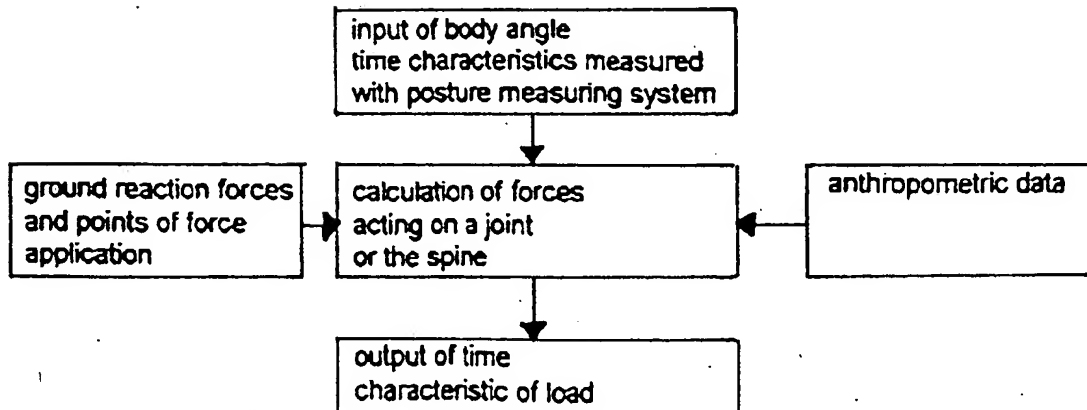 input of body angle
time characteristics measured
with posture measuring system
ground reaction forces
and points of force
application
calculation of forces
acting on a joint
or the spine
anthropometric data
output of time
characteristic of load